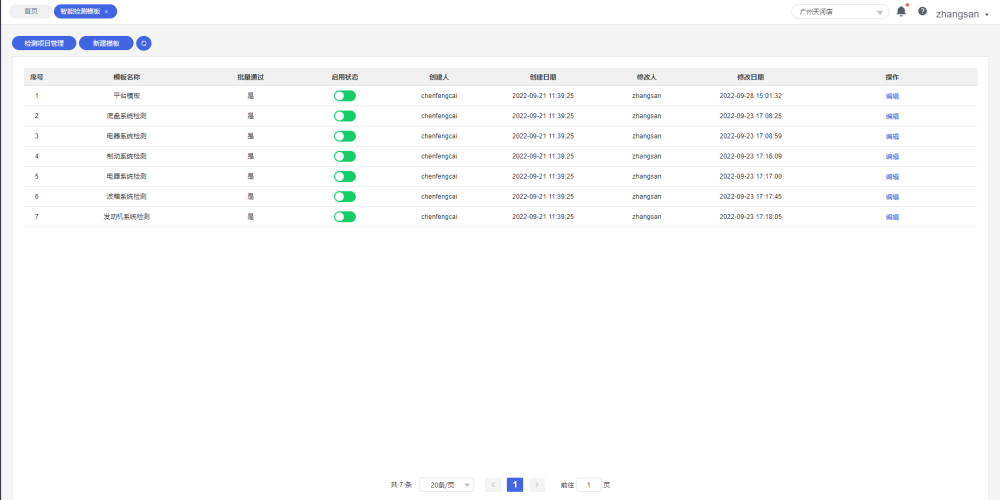 首页 智能检测模板 × 广州天河店 zhangsan
检测项目管理 新建模板
序号 模板名称 批量通过 启用状态 创建人 创建日期 修改人 修改日期 操作
1 平台模板 是 chenfengcai 2022-09-21 11:39:25 zhangsan 2022-09-28 15:01:32 编辑
2 底盘系统检测 是 chenfengcai 2022-09-21 11:39:25 zhangsan 2022-09-23 17:08:25 编辑
3 电器系统检测 是 chenfengcai 2022-09-21 11:39:25 zhangsan 2022-09-23 17:08:59 编辑
4 制动系统检测 是 chenfengcai 2022-09-21 11:39:25 zhangsan 2022-09-23 17:16:09 编辑
5 电器系统检测 是 chenfengcai 2022-09-21 11:39:25 zhangsan 2022-09-23 17:17:00 编辑
6 系统检测 是 chenfengcai 2022-09-21 11:39:25 zhangsan 2022-09-23 17:17:45 编辑
7 发动机系统检测 是 chenfengcai 2022-09-21 11:39:25 zhangsan 2022-09-23 17:18:05 编辑
共 7 条 20条/页 < 1 > 前往 1 页